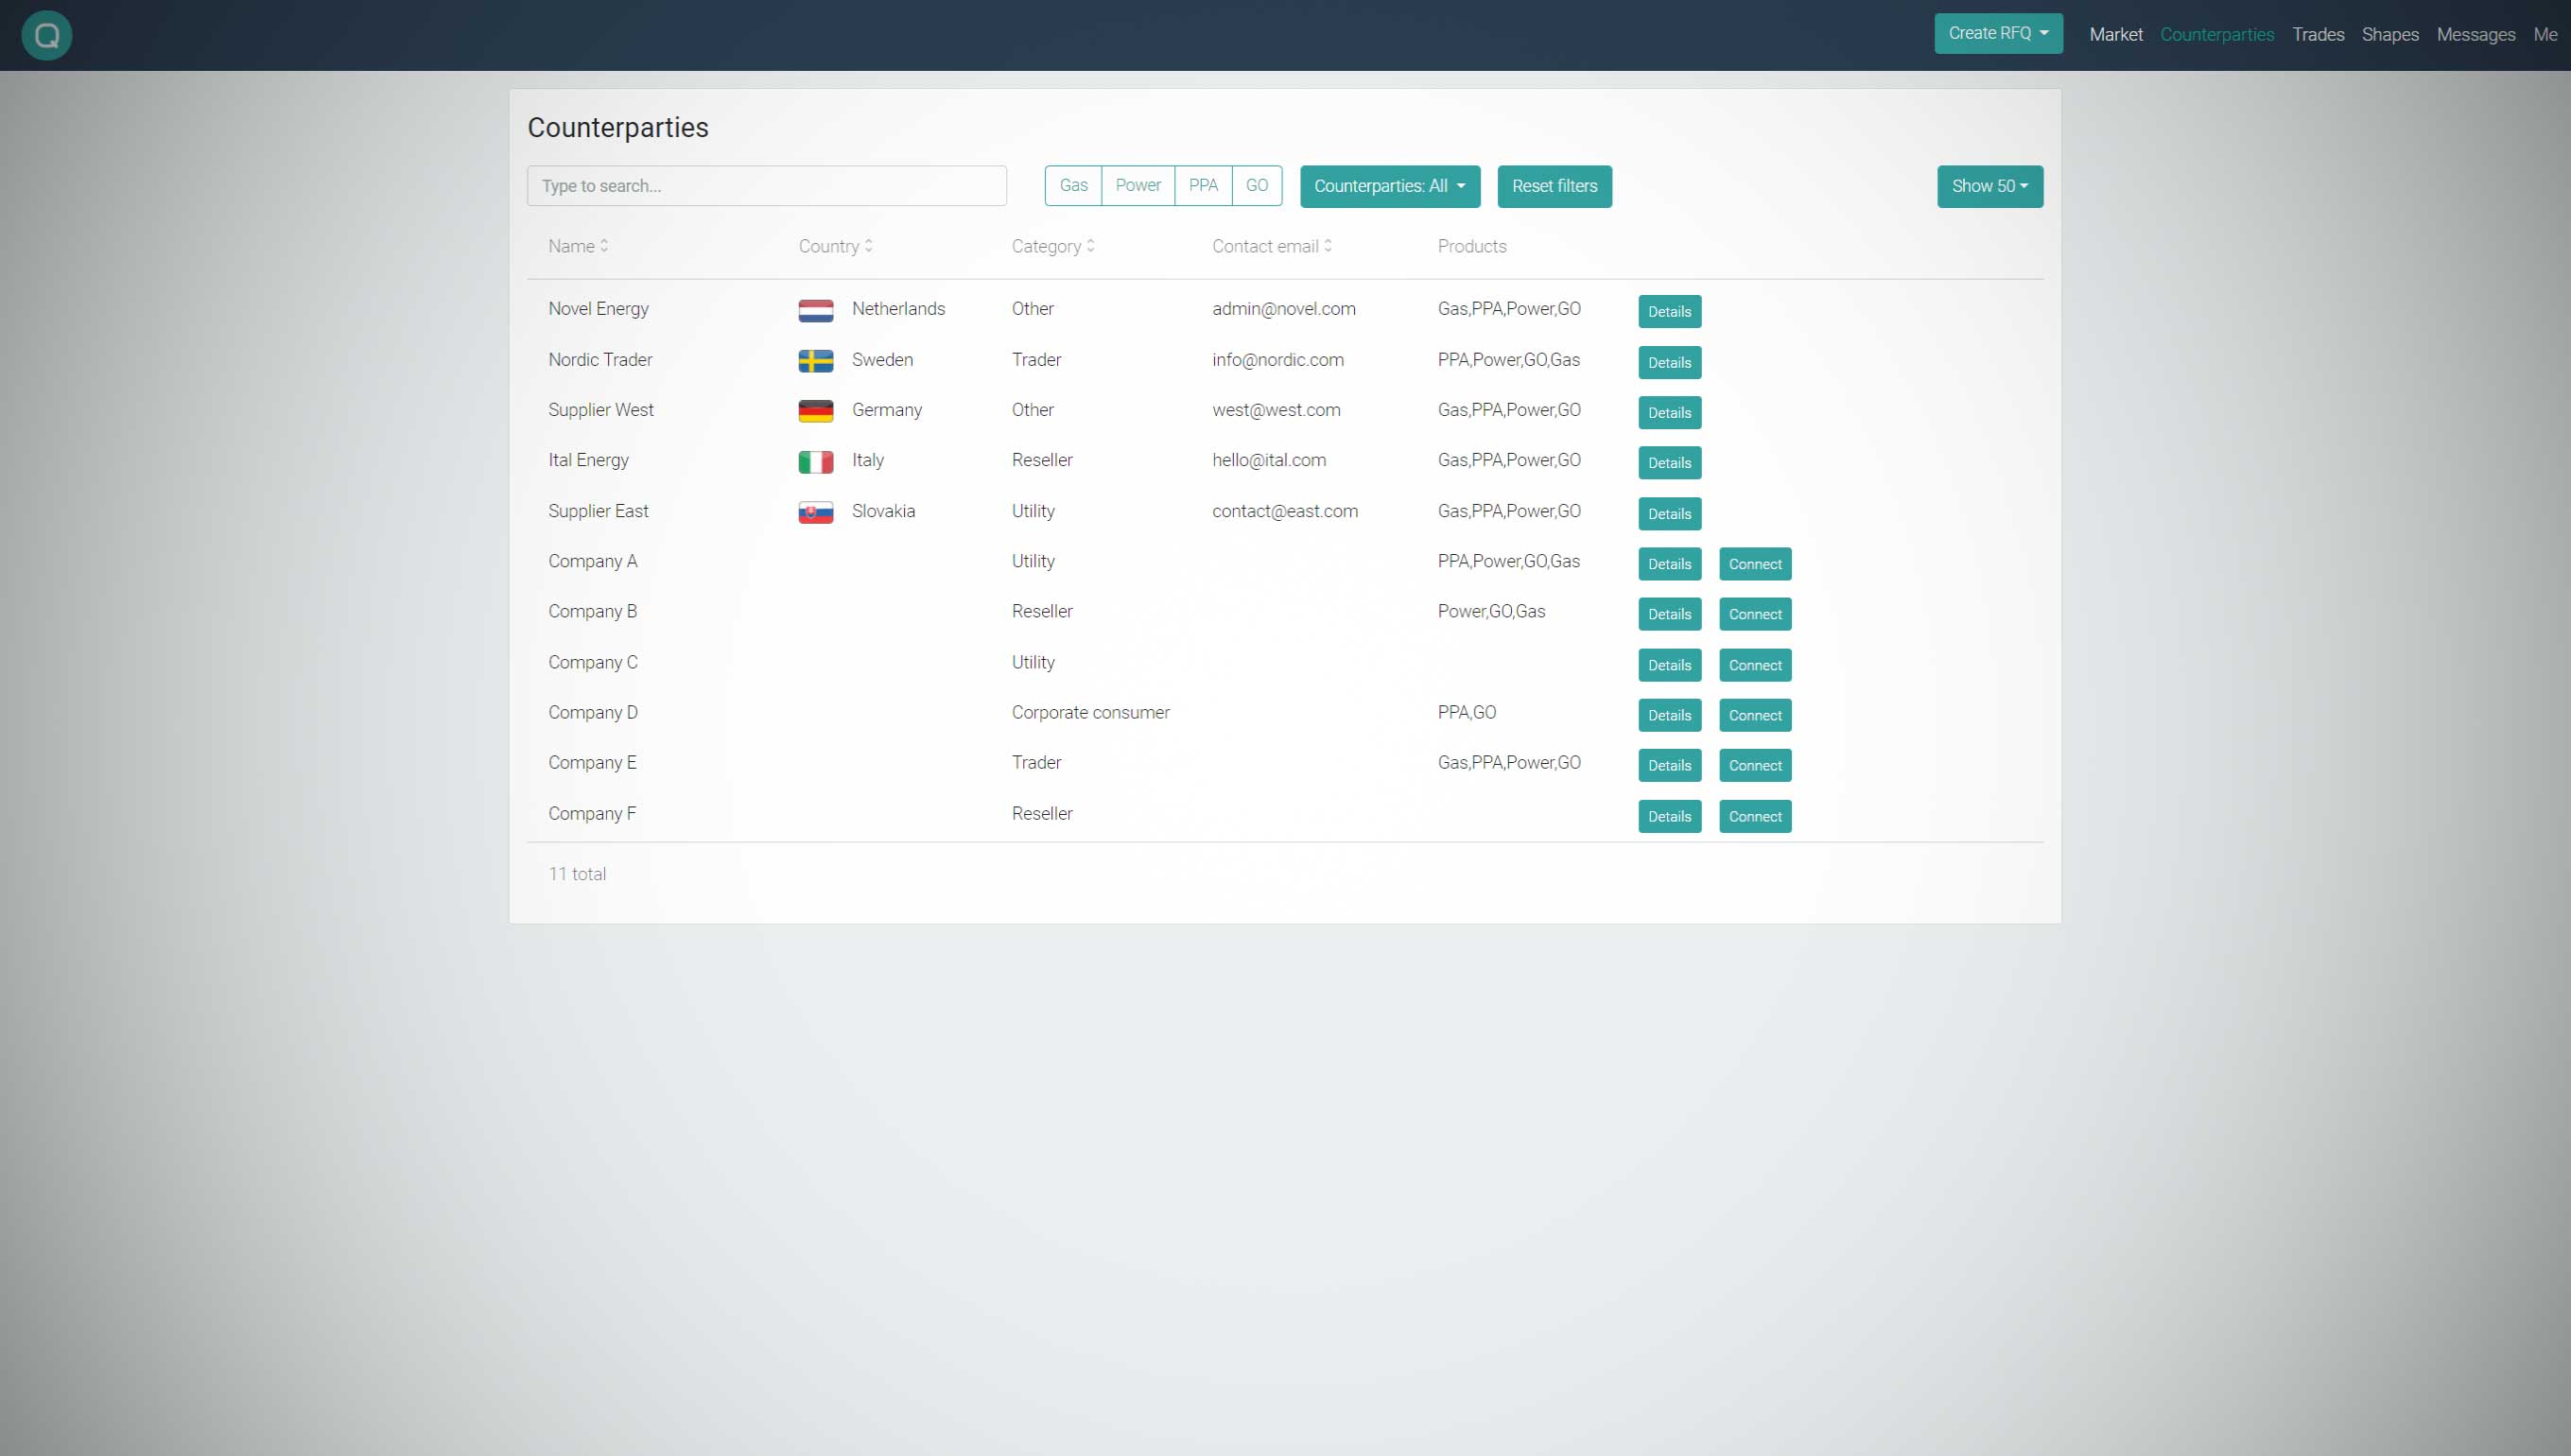 Q
Create RFQ Market Counterparties Trades Shapes Messages Me
Counterparties
Type to search... Gas Power PPA GO Counterparties: All Reset filters Show 50
Name Country Category Contact email Products
Novel Energy Netherlands Other admin@novel.com Gas,PPA,Power,GO Details
Nordic Trader Sweden Trader info@nordic.com PPA,Power,GO,Gas Details
Supplier West Germany Other west@west.com Gas,PPA,Power,GO Details
Ital Energy Italy Reseller hello@ital.com Gas,PPA,Power,GO Details
Supplier East Slovakia Utility contact@east.com Gas,PPA,Power,GO Details
Company A Utility PPA,Power,GO,Gas Details Connect
Company B Reseller Power,GO,Gas Details Connect
Company C Utility Details Connect
Company D Corporate consumer PPA,GO Details Connect
Company E Trader Gas,PPA,Power,GO Details Connect
Company F Reseller Details Connect
11 total